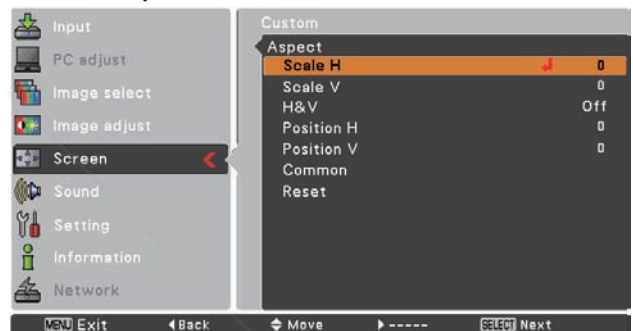 Input
PC adjust
Image select
Image adjust
Screen
Sound
Setting
Information
Network
Custom
Aspect
Scale H 0
Scale V 0
H&V Off
Position H 0
Position V 0
Common
Reset
MENU Exit ◀Back Move ▶----- SELECT Next